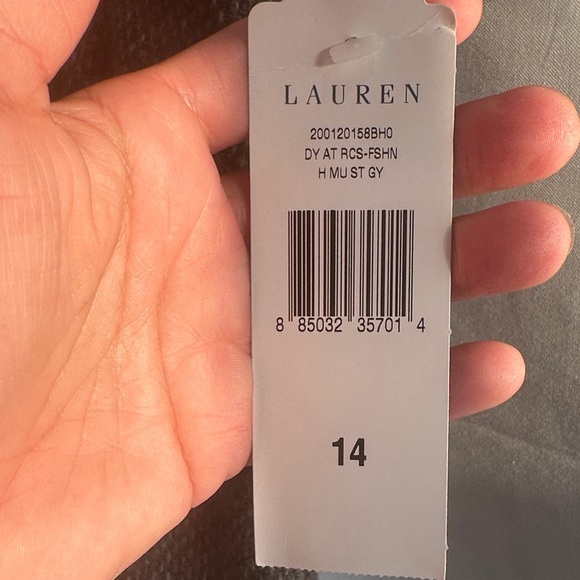 LAUREN
200120158BH0
DY AT RCS-FSHN
H MU ST GY
8 85032 35701 4
14